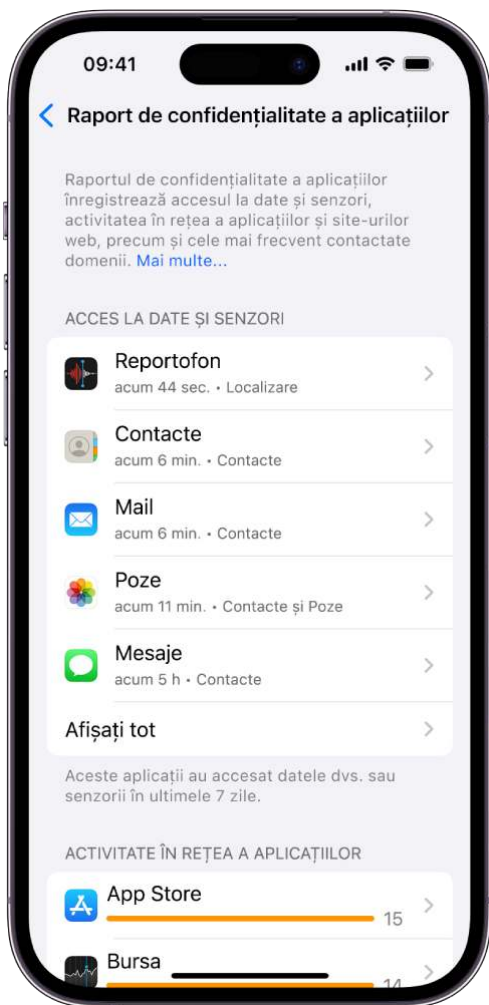 09:41
Raport de confidențialitate a aplicațiilor
Raportul de confidențialitate a aplicațiilor
înregistrează accesul la date și senzori,
activitatea în rețea a aplicațiilor și site-urilor
web, precum și cele mai frecvent contactate
domenii. Mai multe...
ACCES LA DATE ȘI SENZORI
Reportofon
acum 44 sec. • Localizare
Contacte
acum 6 min. • Contacte
Mail
acum 6 min. • Contacte
Poze
acum 11 min. • Contacte și Poze
Mesaje
acum 5 h • Contacte
Afișați tot
Aceste aplicații au accesat datele dvs. sau
senzorii în ultimele 7 zile.
ACTIVITATE ÎN REȚEA A APLICAȚIILOR
App Store
15
Bursa
14